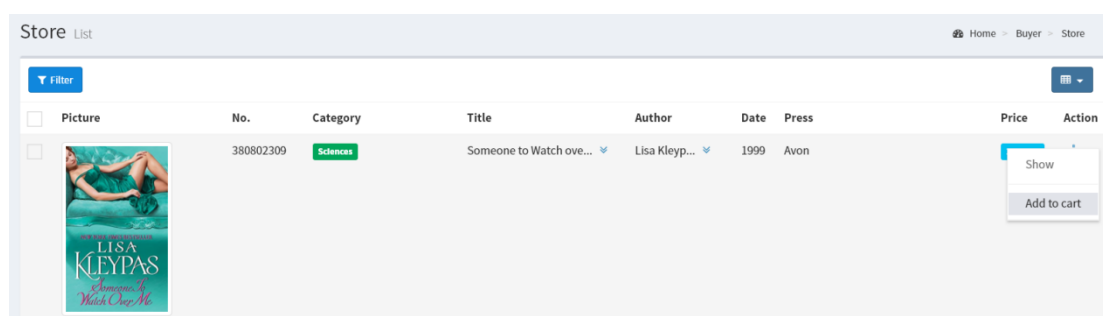 Store List
Home > Buyer > Store
Filter
Picture No. Category Title Author Date Press Price Action
380802309 Sciences Someone to Watch ove... Lisa Kleyp... 1999 Avon
Show
Add to cart
LISA
KLEYPAS
Someone To
Watch Over Me